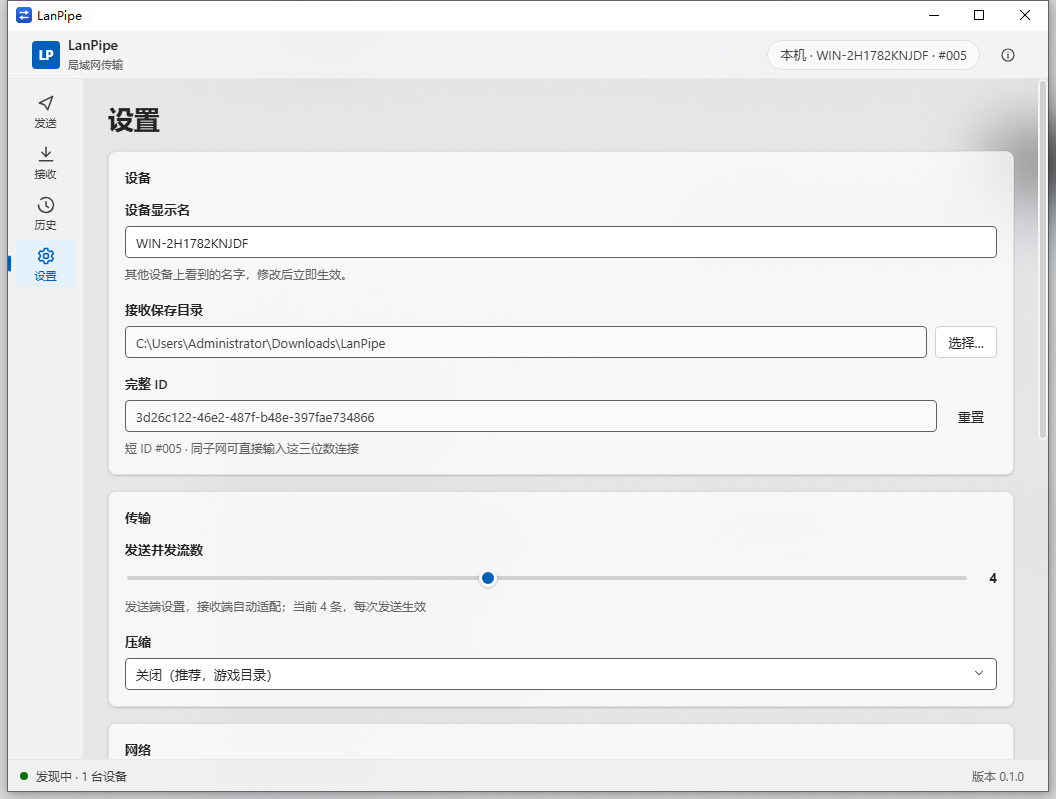 LanPipe
LP
LanPipe
局域网传输
本机 · WIN-2H1782KNJDF · #005
发送
接收
历史
设置
设置
设备
设备显示名
WIN-2H1782KNJDF
其他设备上看到的名字，修改后立即生效。
接收保存目录
C:\Users\Administrator\Downloads\LanPipe
选择...
完整 ID
3d26c122-46e2-487f-b48e-397fae734866
重置
短 ID #005 · 同子网可直接输入这三位数连接
传输
发送并发流数
4
发送端设置，接收端自动适配；当前 4 条，每次发送生效
压缩
关闭（推荐，游戏目录）
网络
发现中 · 1 台设备
版本 0.1.0